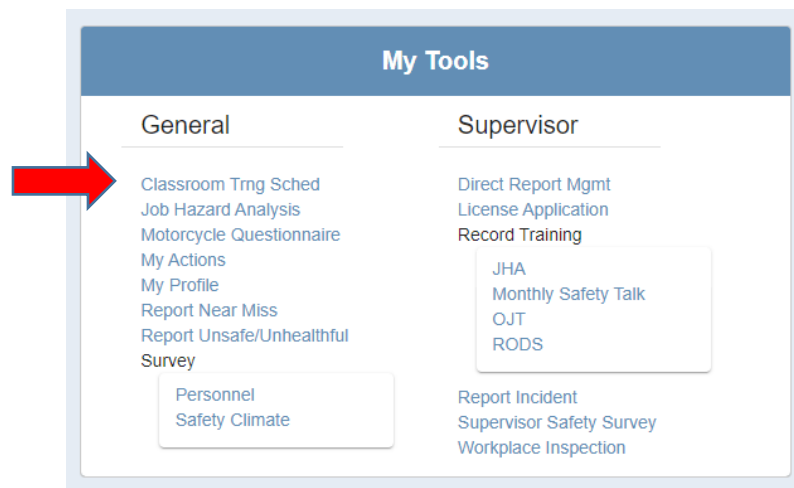 My Tools
General
Classroom Trng Sched
Job Hazard Analysis
Motorcycle Questionnaire
My Actions
My Profile
Report Near Miss
Report Unsafe/Unhealthful
Survey
Personnel
Safety Climate
Supervisor
Direct Report Mgmt
License Application
Record Training
JHA
Monthly Safety Talk
OJT
RODS
Report Incident
Supervisor Safety Survey
Workplace Inspection